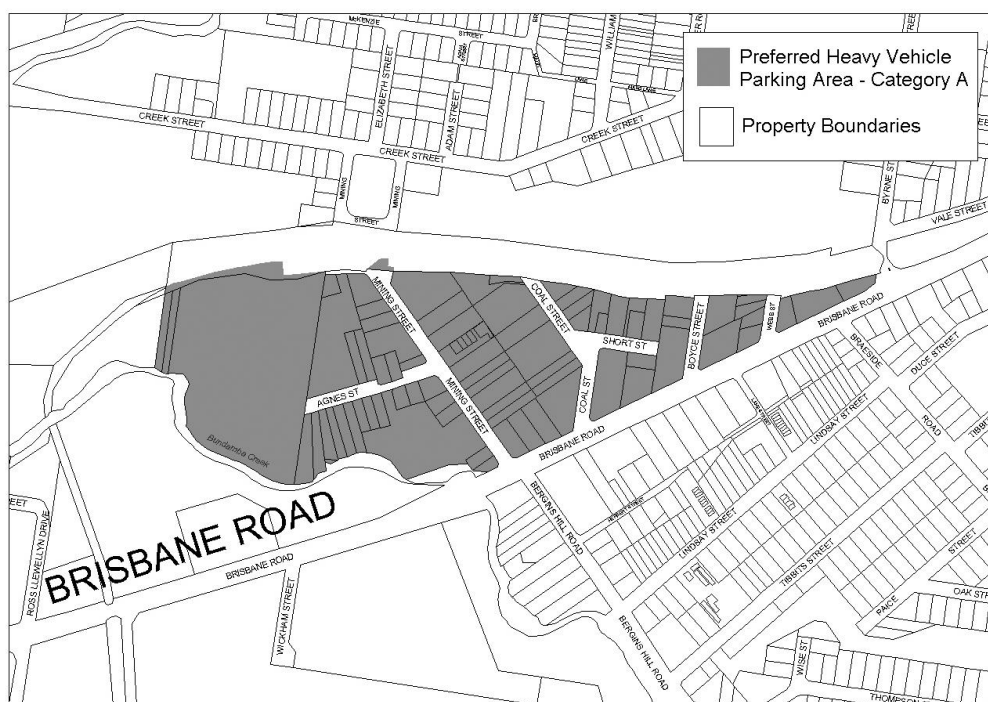 McKENZIE
STREET
WILLIAM
Preferred Heavy Vehicle
Parking Area - Category A
Property Boundaries
ELIZABETH STREET
ADAM STREET
CREEK STREET
CREEK STREET
CREEK STREET
MINING
MINING
STREET
BYRNE STREET
VALE STREET
MINING STREET
COAL STREET
SHORT ST
BOYCE STREET
WEBB ST
BRISBANE ROAD
BRAESIDE
ROAD
DUCE STREET
AGNES ST
MINING STREET
COAL ST
BRISBANE ROAD
LINDSAY STREET
Bundamba Creek
BRISBANE ROAD
BERGINS HILL ROAD
LINDSAY STREET
TIBBITS STREET
ROSS LLEWELLYN DRIVE
BRISBANE ROAD
WICKHAM STREET
BERGINS HILL ROAD
PAICE
STREET
WISE ST